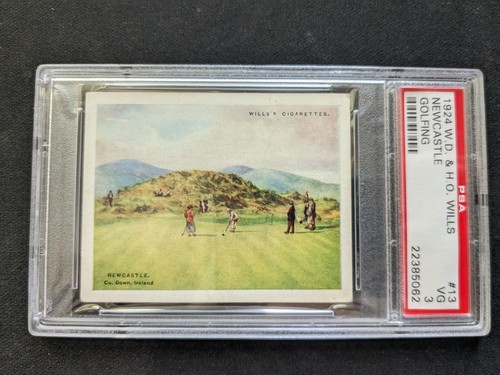 WILLS'S CIGARETTES.
NEWCASTLE.
Co. Down, Ireland
1924 W.D. & H.O. WILLS
NEWCASTLE
GOLFING
PSA
#13
VG
3
22385062